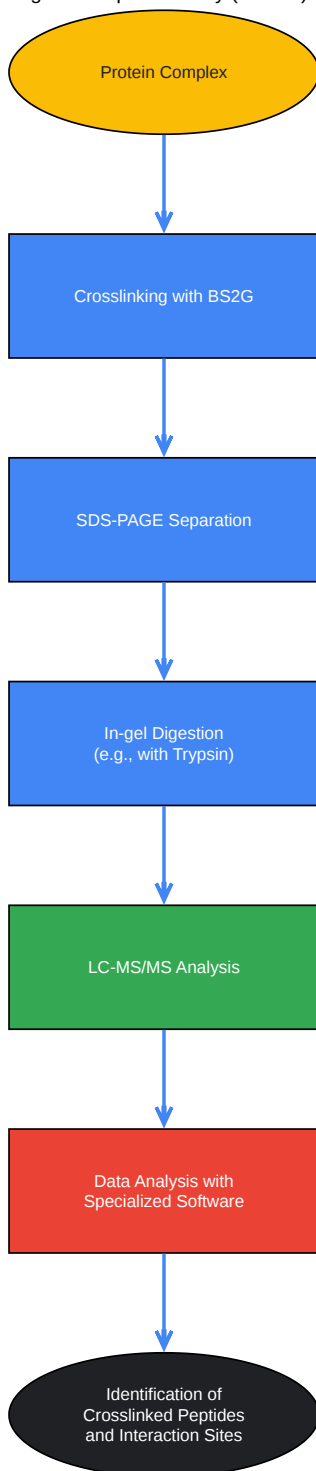 Protein Complex
Crosslinking with BS2G
SDS-PAGE Separation
In-gel Digestion
(e.g., with Trypsin)
LC-MS/MS Analysis
Data Analysis with
Specialized Software
Identification of
Crosslinked Peptides
and Interaction Sites